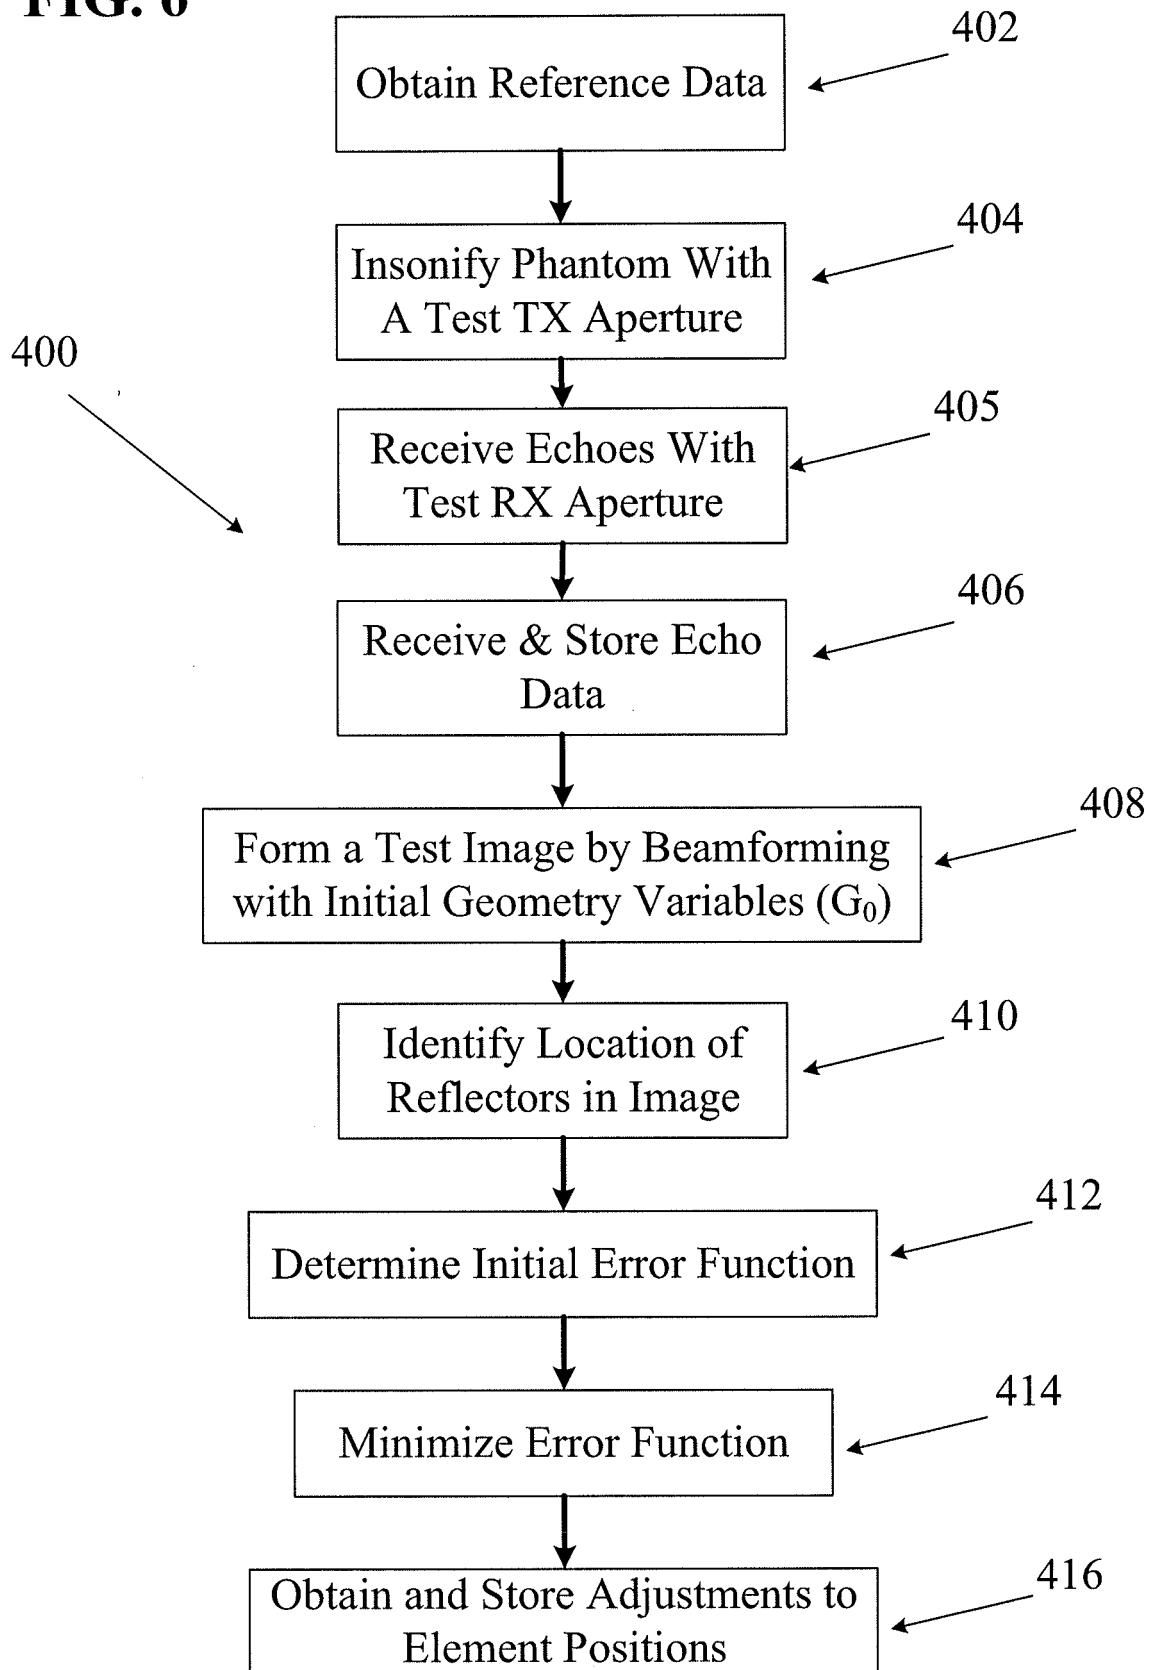 FIG. 6
402
Obtain Reference Data
404
Insonify Phantom With
A Test TX Aperture
400
405
Receive Echoes With
Test RX Aperture
406
Receive & Store Echo
Data
408
Form a Test Image by Beamforming
with Initial Geometry Variables (G₀)
410
Identify Location of
Reflectors in Image
412
Determine Initial Error Function
414
Minimize Error Function
416
Obtain and Store Adjustments to
Element Positions